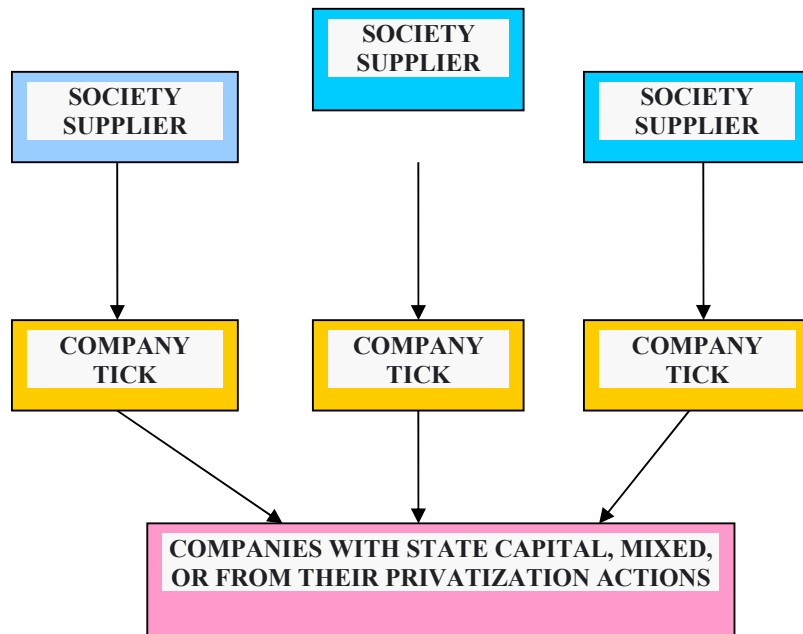 SOCIETY
SUPPLIER
SOCIETY
SUPPLIER
SOCIETY
SUPPLIER
COMPANY
TICK
COMPANY
TICK
COMPANY
TICK
COMPANIES WITH STATE CAPITAL, MIXED,
OR FROM THEIR PRIVATIZATION ACTIONS